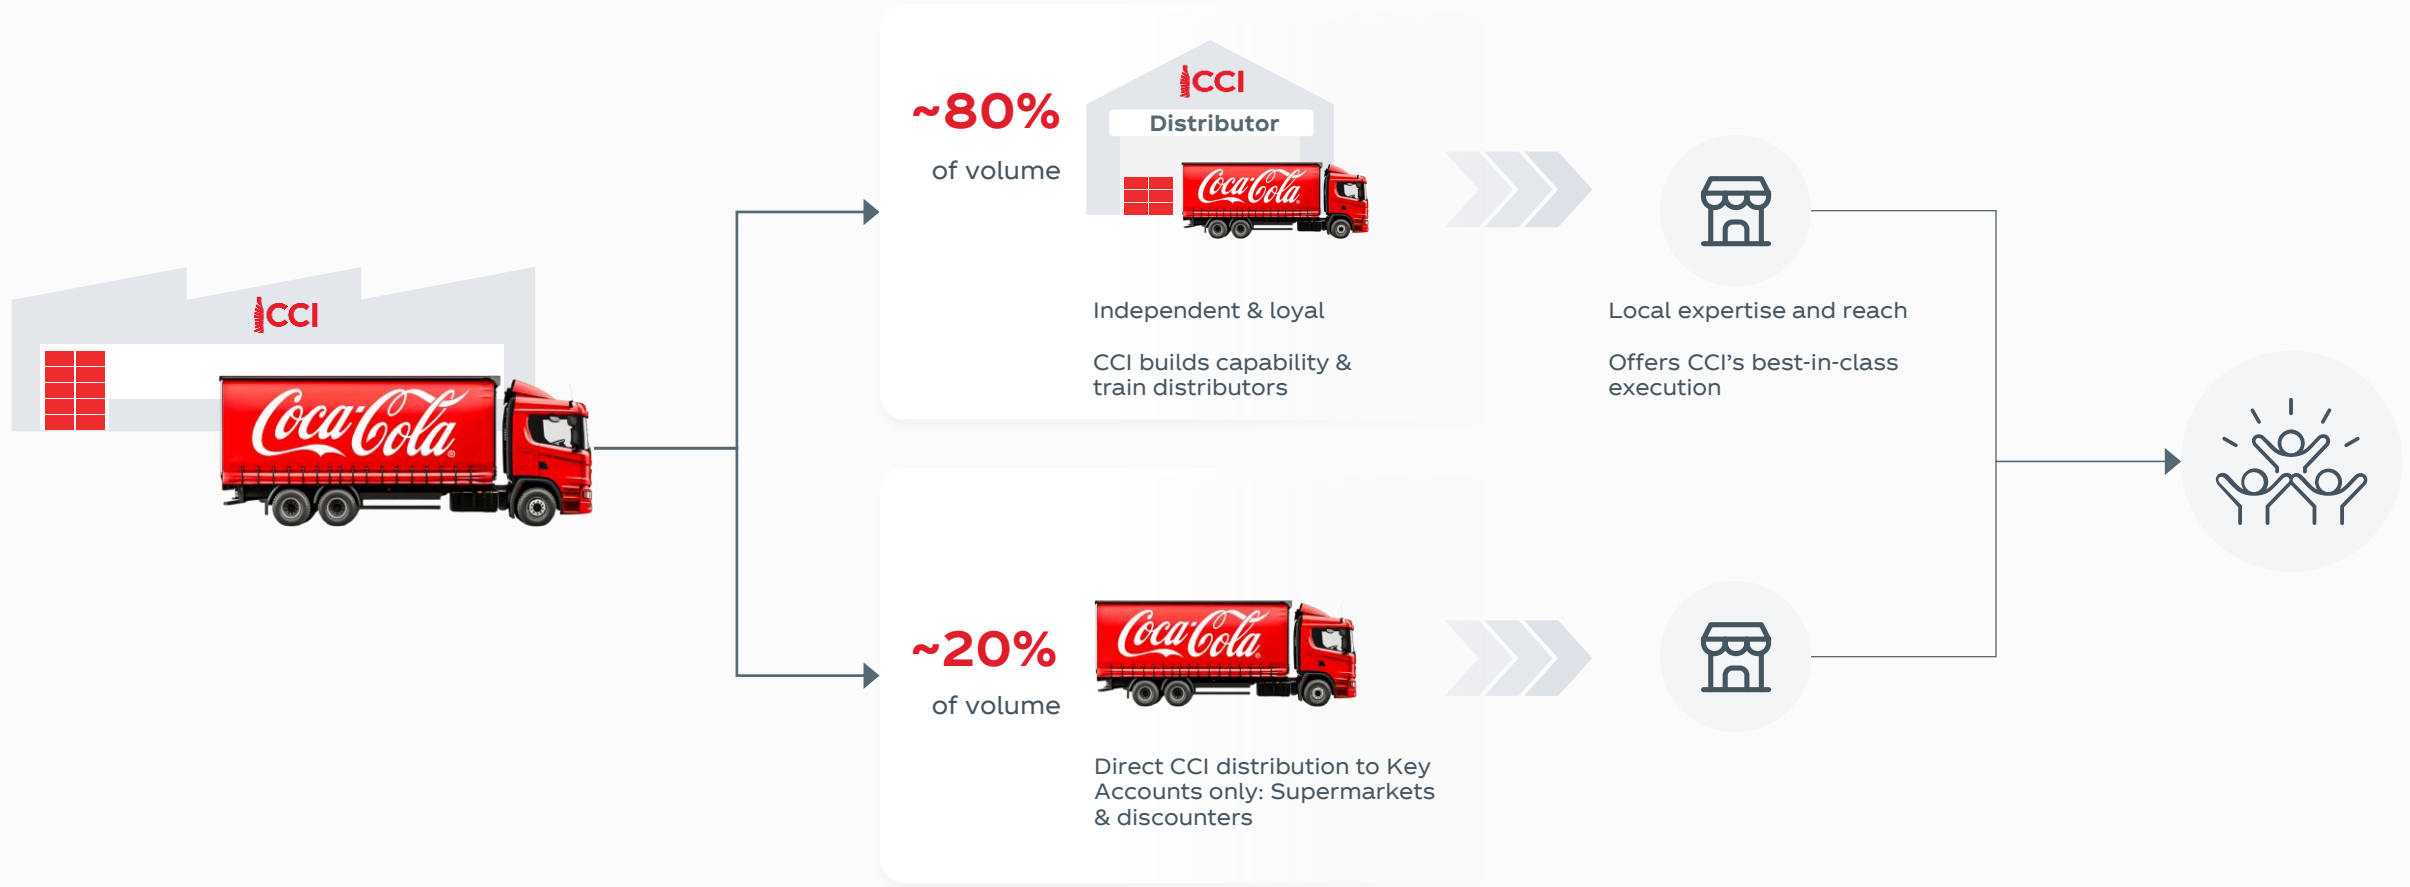 CCI
Coca-Cola
~80%
of volume
CCI
Distributor
Coca-Cola
Independent & loyal
CCI builds capability &
train distributors
Local expertise and reach
Offers CCI’s best-in-class
execution
~20%
of volume
Coca-Cola
Direct CCI distribution to Key
Accounts only: Supermarkets
& discounters